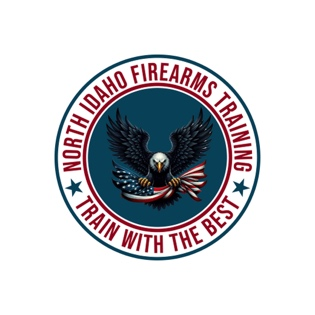 NORTH IDAHO FIREARMS TRAINING
TRAIN WITH THE BEST